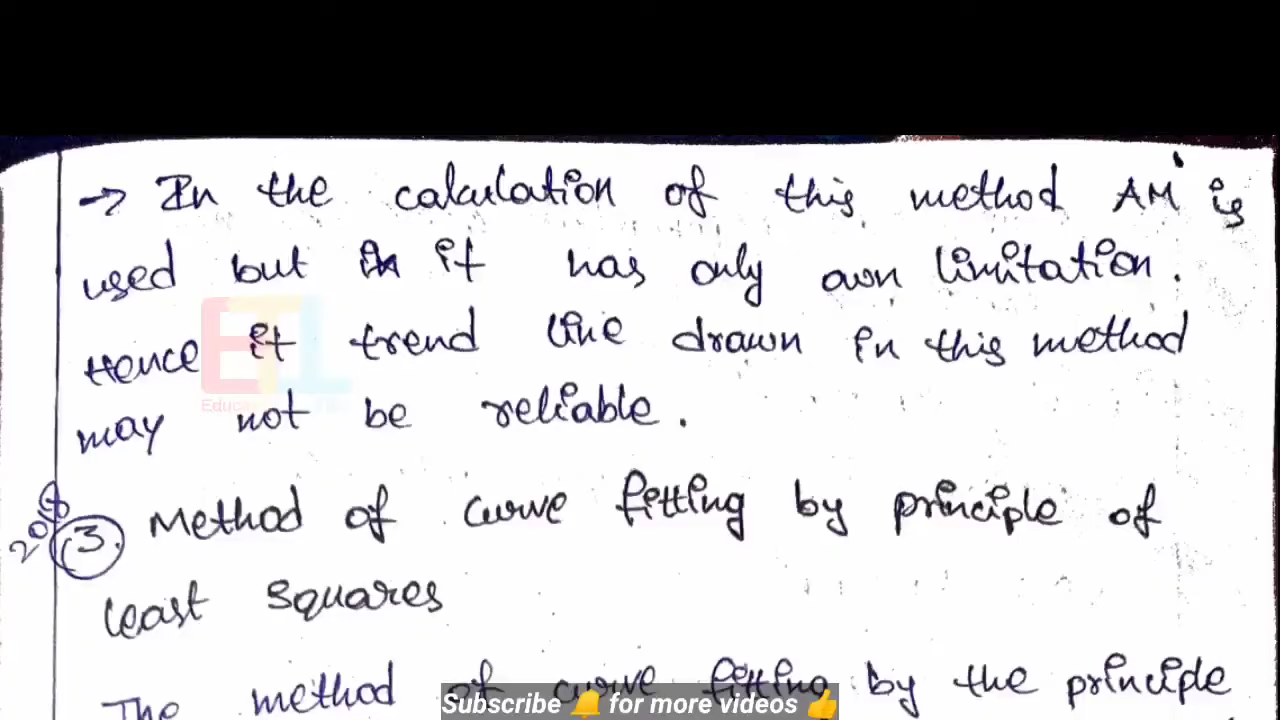 → In the calculation of this method AM is
used but it has only own limitation.
Hence it trend line drawn in this method
may not be reliable.
(3). Method of curve fitting by principle of
least squares
The method of curve fitting by the principle
Subscribe 🔔 for more videos 👍